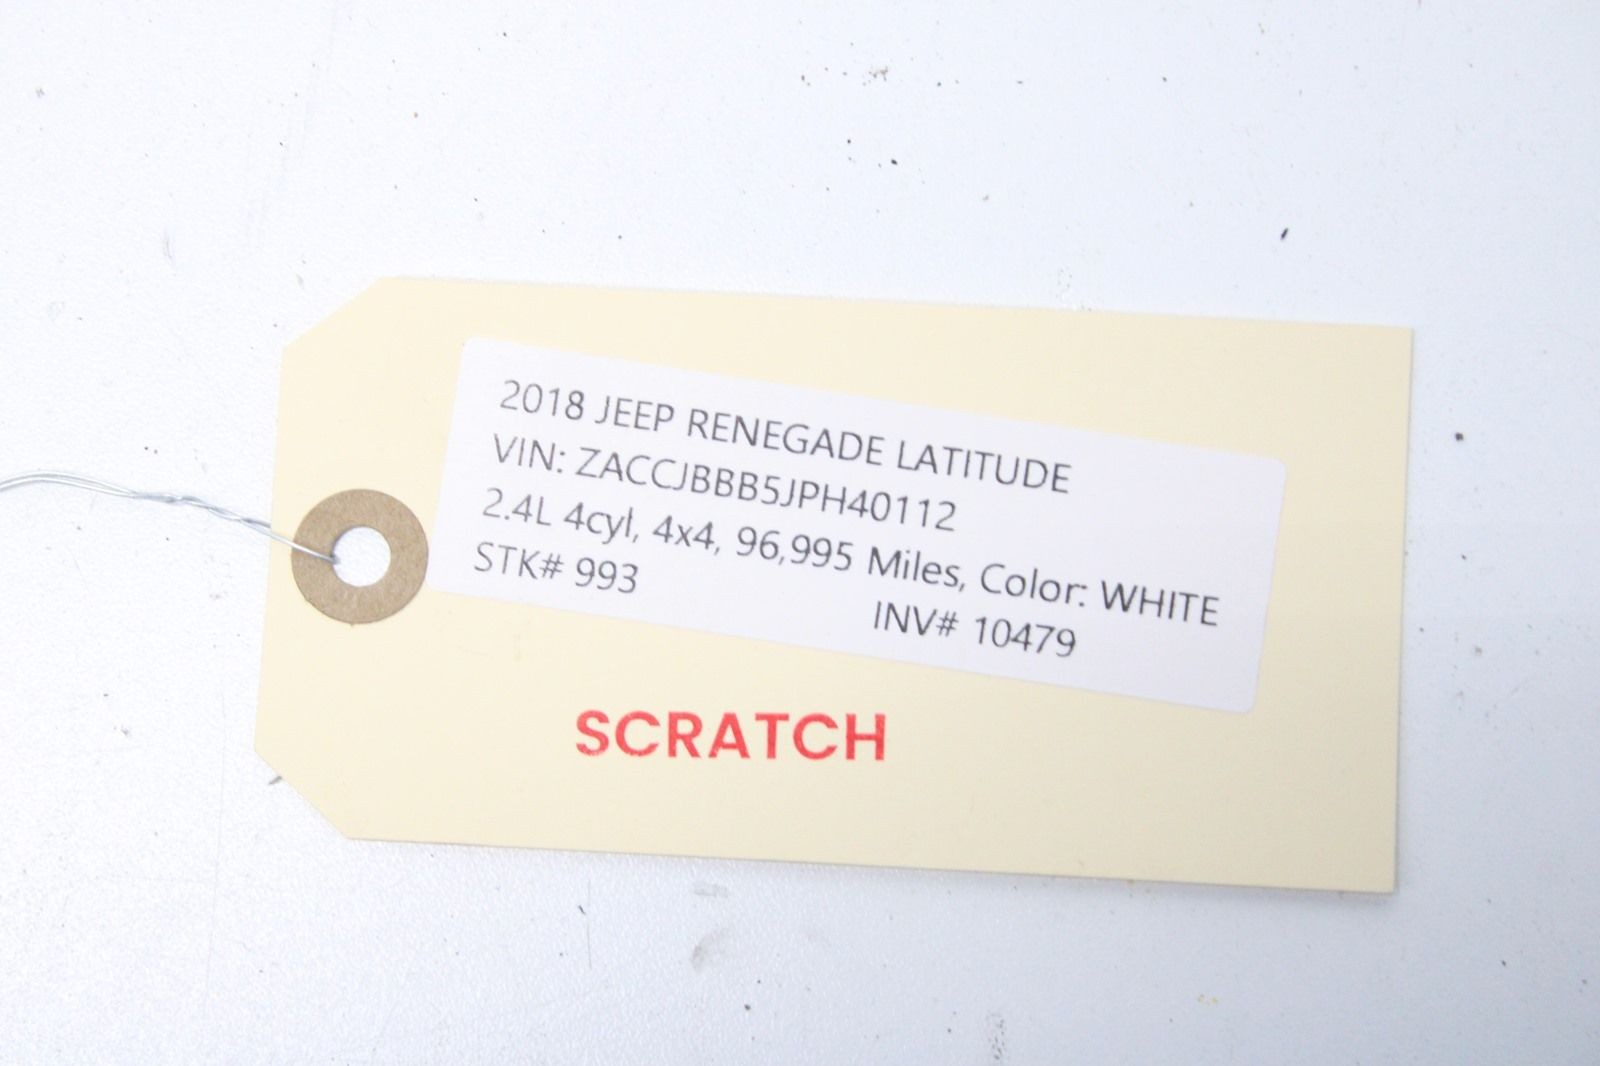 2018 JEEP RENEGADE LATITUDE
VIN: ZACCJBBB5JPH40112
2.4L 4cyl, 4x4, 96,995 Miles, Color: WHITE
STK# 993 INV# 10479
SCRATCH